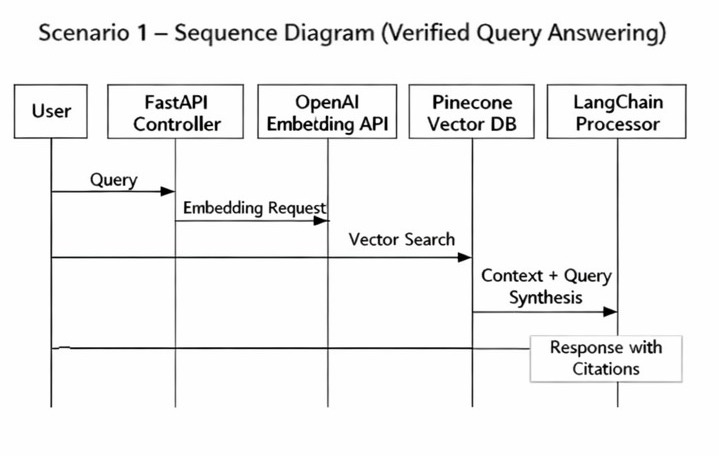 Scenario 1 – Sequence Diagram (Verified Query Answering)
User
FastAPI
Controller
OpenAI
Embetding API
Pinecone
Vector DB
LangChain
Processor
Query
Embedding Request
Vector Search
Context + Query
Synthesis
Response with
Citations